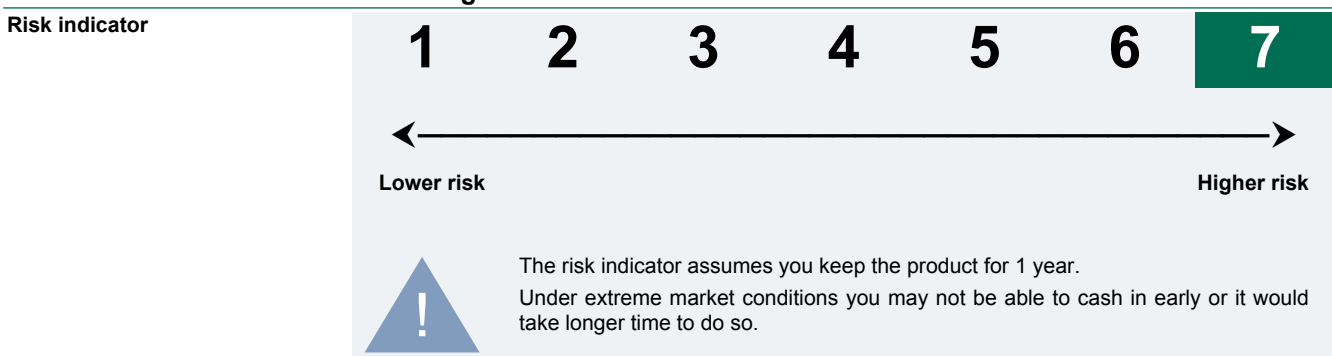 Risk indicator
1 2 3 4 5 6 7
Lower risk Higher risk
!
The risk indicator assumes you keep the product for 1 year.
Under extreme market conditions you may not be able to cash in early or it would
take longer time to do so.